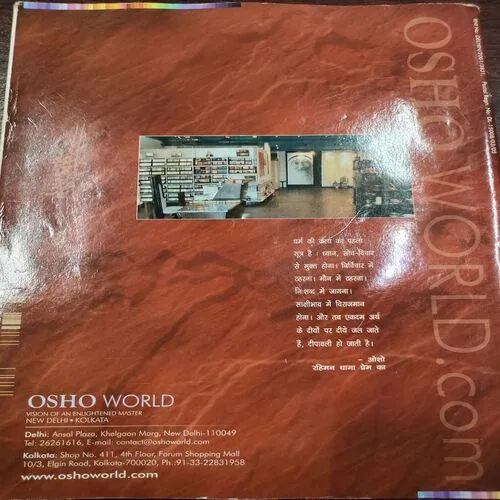 OSHO WORLD.com
धर्म की कला का पहला
सूत्र है : ध्यान, सोच-विचार
से मुक्त होना। निर्विचार में
ठहरना। मौन में ठहरना।
निःशब्द में जागना।
साक्षीभाव में विराजमान
होना। और तब एकदम अर्थ
के दीयों पर दीये जल जाते
हैं, दीपावली हो जाती है।
- ओशो
रहिमन धागा प्रेम का
OSHO WORLD
VISION OF AN ENLIGHTENED MASTER
NEW DELHI • KOLKATA
Delhi: Ansal Plaza, Khelgaon Marg, New Delhi-110049
Tel: 26261616, E-mail: contact@oshoworld.com
Kolkata: Shop No. 411, 4th Floor, Forum Shopping Mall
10/3, Elgin Road, Kolkata-700020, Ph.:91-33-22831958
www.oshoworld.com